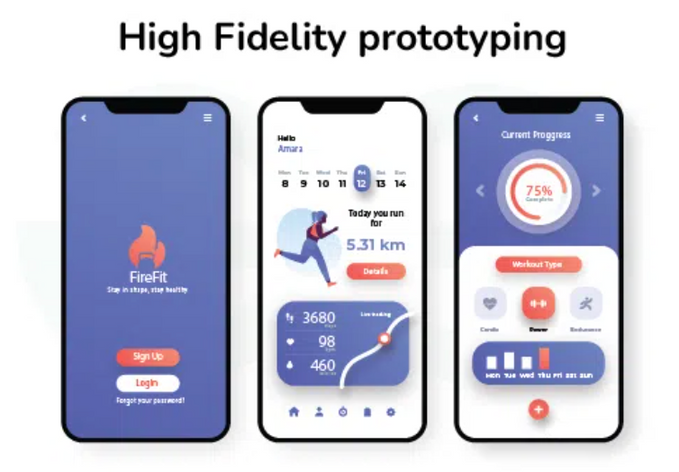 High Fidelity prototyping
FireFit
Stay in shape, stay healthy
Sign Up
Login
Forgot your password?
Hello
Amara
Mon Tue Wed Thu Fri Sat Sun
8 9 10 11 12 13 14
Today you run
for
5.31 km
Details
3680
Live tracking
98
460
Current Proggress
75%
Complete
Workout Type
Cardio Power Endurance
Mon Tue Wed Thu Fri Sat Sun